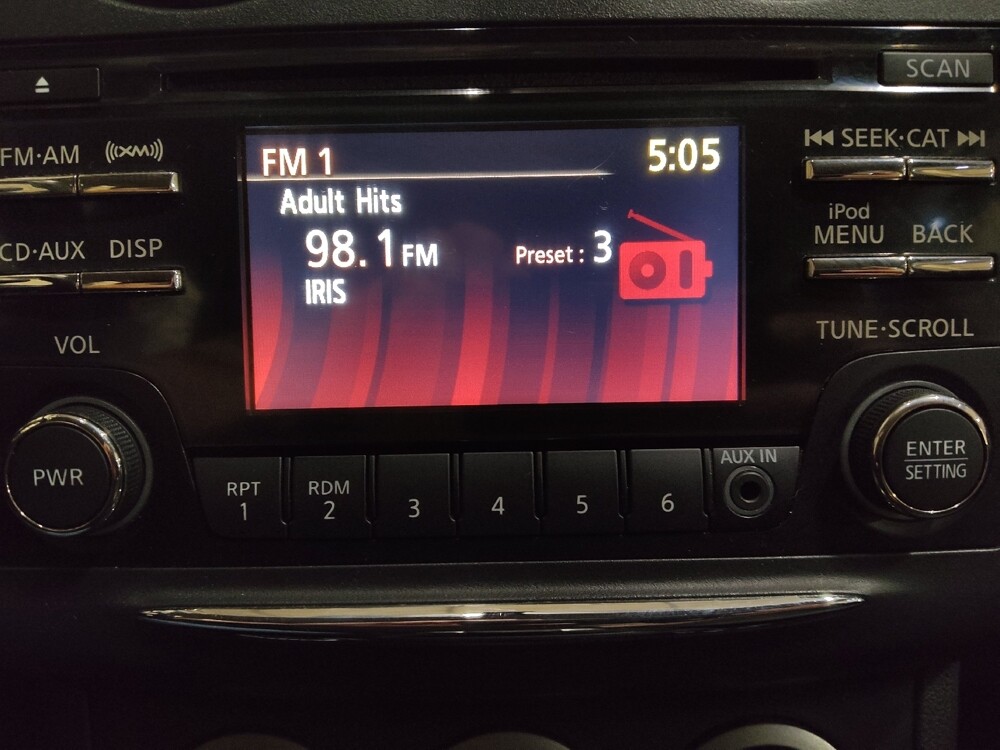 SCAN
FM·AM
((XM))
SEEK·CAT
CD·AUX
DISP
iPod
MENU
BACK
FM 1
5:05
Adult Hits
98.1 FM
Preset : 3
IRIS
VOL
TUNE·SCROLL
PWR
ENTER
SETTING
RPT
1
RDM
2
3
4
5
6
AUX IN